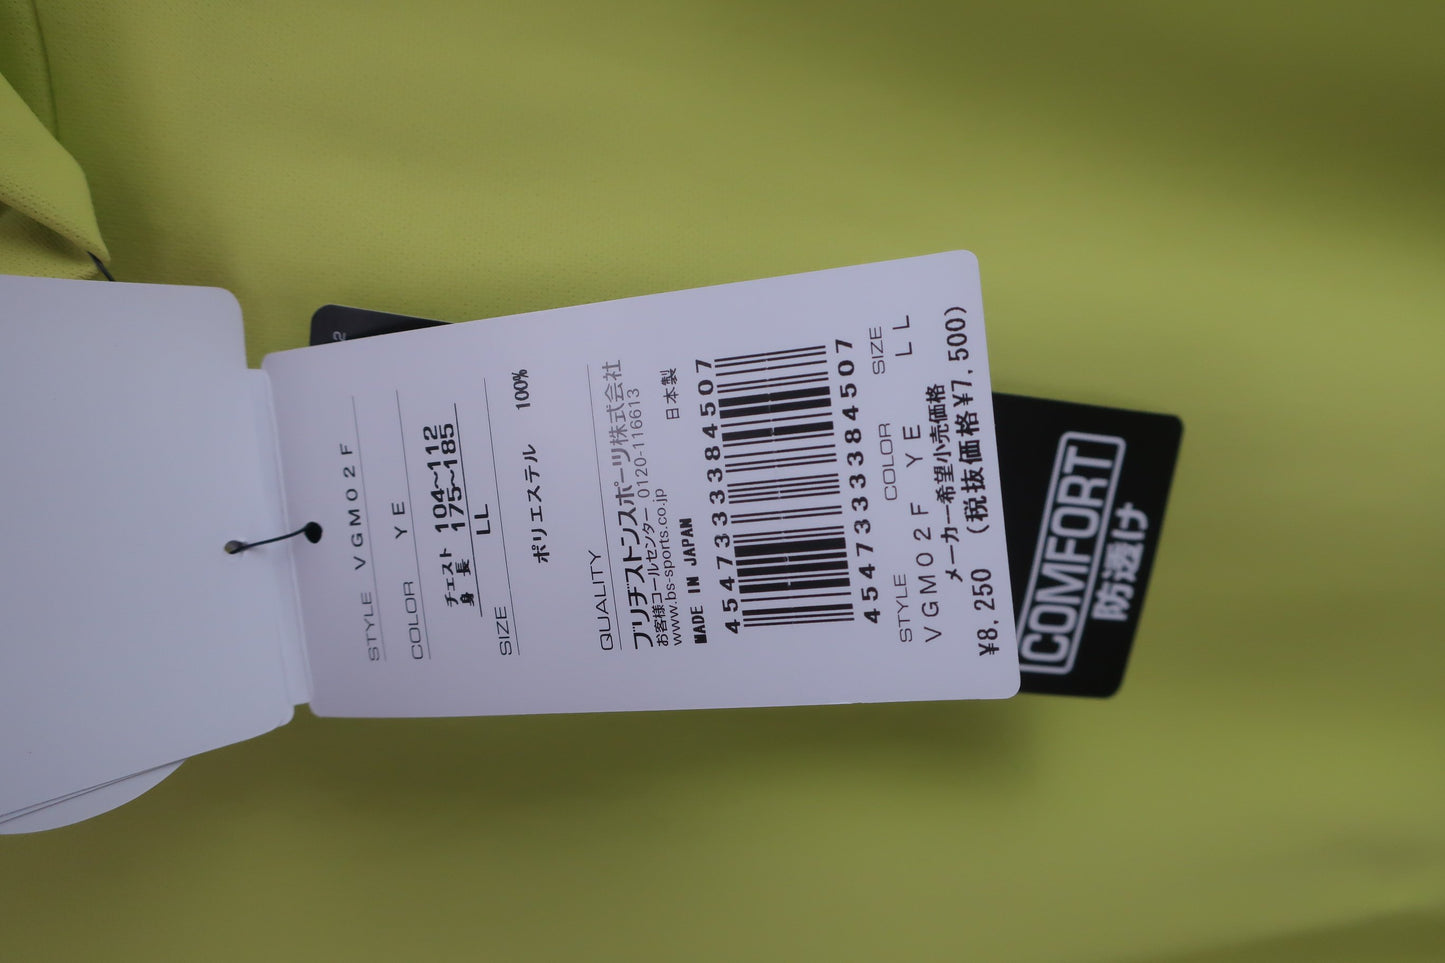 STYLE VGM02F
COLOR YE
チェスト 104~112
身長 175~185
SIZE LL
ポリエステル 100%
QUALITY
ブリヂストンスポーツ株式会社
お客様コールセンター 0120-116613
www.bs-sports.co.jp
MADE IN JAPAN 日本製
4547333384507
4547333384507
STYLE COLOR SIZE
VGM02F YE LL
メーカー希望小売価格
¥8,250 (税抜価格¥7,500)
COMFORT
防透け